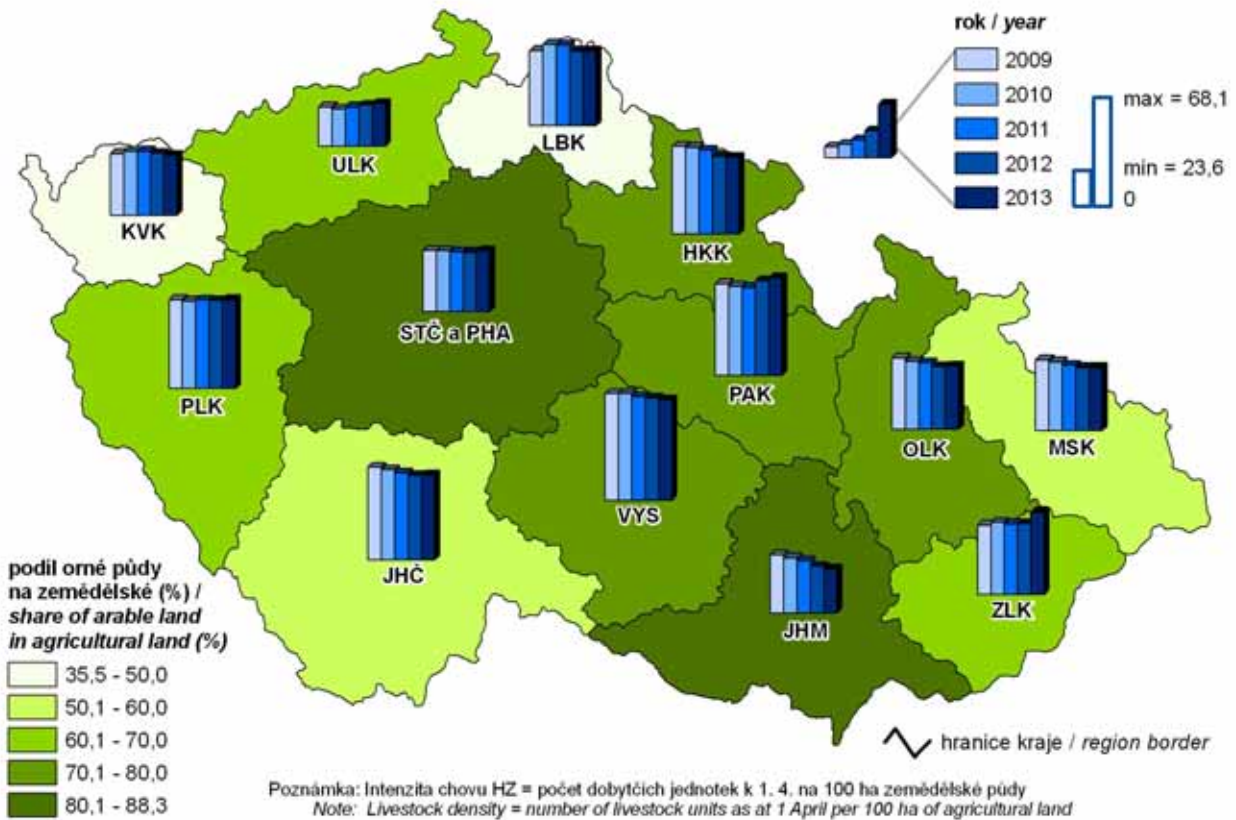 rok / year
2009
2010
2011
2012
2013
max = 68,1
min = 23,6
0
LBK
ULK
KVK
HKK
STČ a PHA
PAK
PLK
OLK
MSK
VYS
JHČ
ZLK
JHM
podíl orné půdy
na zemědělské (%) /
share of arable land
in agricultural land (%)
35,5 - 50,0
50,1 - 60,0
60,1 - 70,0
70,1 - 80,0
80,1 - 88,3
hranice kraje / region border
Poznámka: Intenzita chovu HZ = počet dobytčích jednotek k 1. 4. na 100 ha zemědělské půdy
Note: Livestock density = number of livestock units as at 1 April per 100 ha of agricultural land